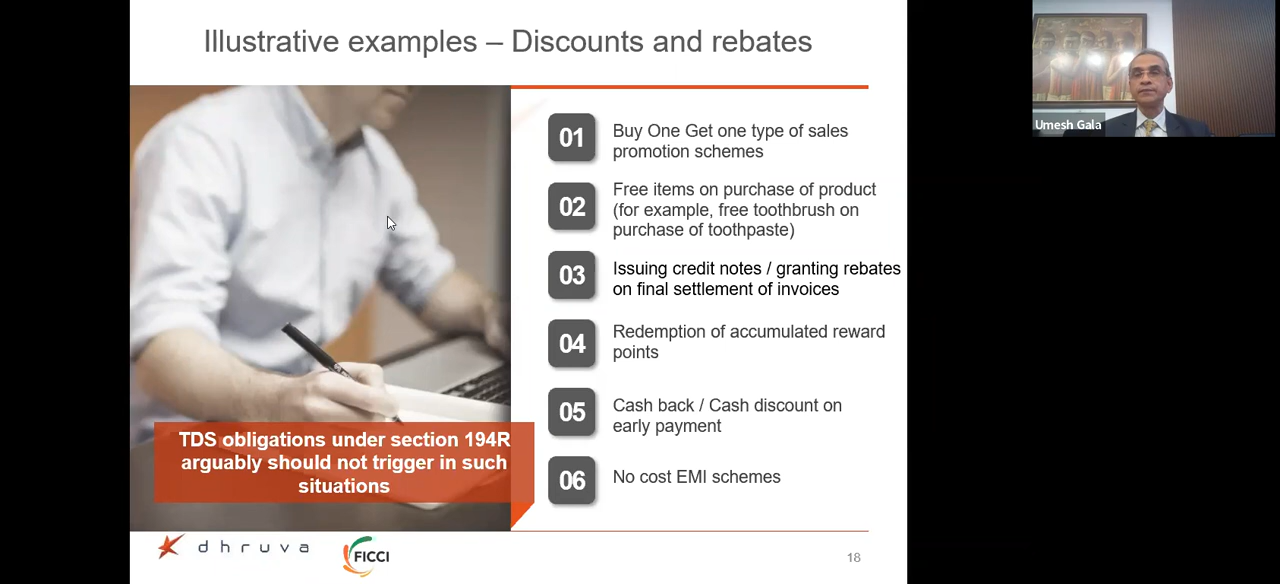 Illustrative examples – Discounts and rebates
01
Buy One Get one type of sales
promotion schemes
02
Free items on purchase of product
(for example, free toothbrush on
purchase of toothpaste)
03
Issuing credit notes / granting rebates
on final settlement of invoices
04
Redemption of accumulated reward
points
05
Cash back / Cash discount on
early payment
06
No cost EMI schemes
TDS obligations under section 194R
arguably should not trigger in such
situations
dhruva
FICCI
18
Umesh Gala